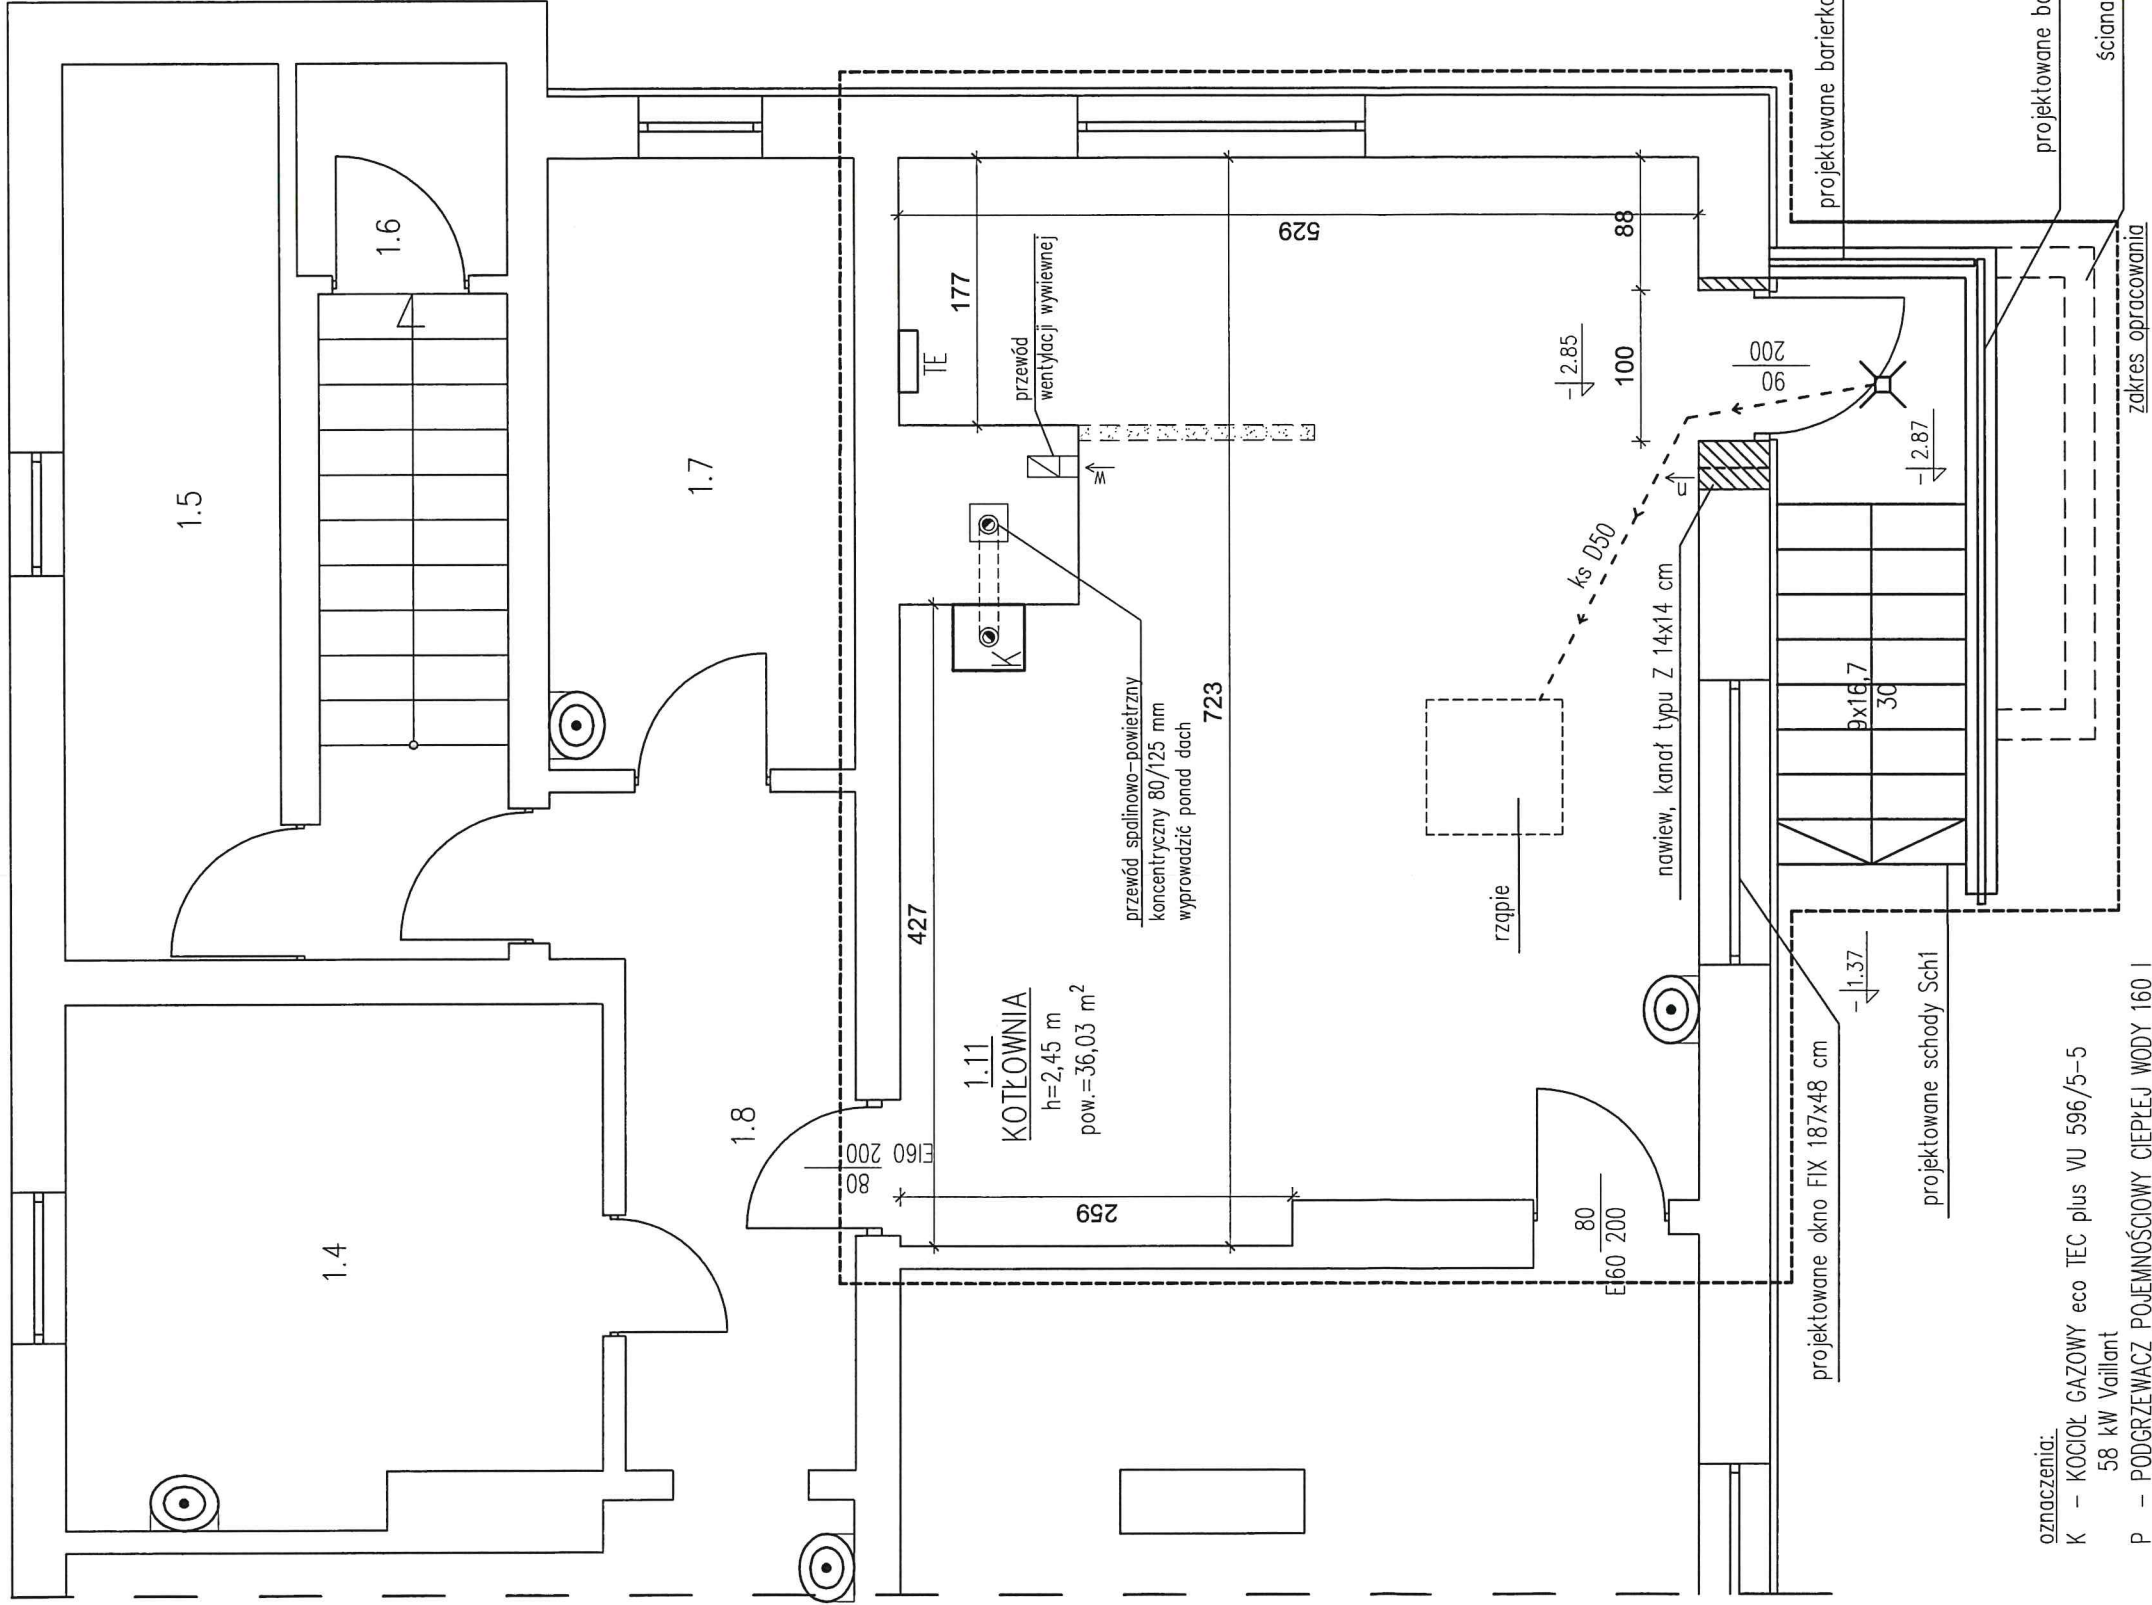 1.5
1.6
1.7
1.4
1.8
TE
177
529
88
100
przewód
wentylacji wywiewnej
w
K
427
723
259
przewód spalinowo-powietrzny
koncentryczny 80/125 mm
wyprowadzić ponad dach
1.11
KOTŁOWNIA
h=2,45 m
pow.=36,03 m²
80
200 EI60
80
EI60 200
rząpie
ks D50
nawiew, kanał typu Z 14x14 cm
n
-2.85
90
200
-2.87
9x16,7
30
-1.37
projektowane okno FIX 187x48 cm
projektowane schody Sch1
zakres opracowania
projektowane
projektowane
ściana
oznaczenia:
K - KOCIOŁ GAZOWY eco TEC plus VU 596/5-5
58 kW Vaillant
P - PODGRZEWACZ POJEMNOŚCIOWY CIEPŁEJ WODY 160 l